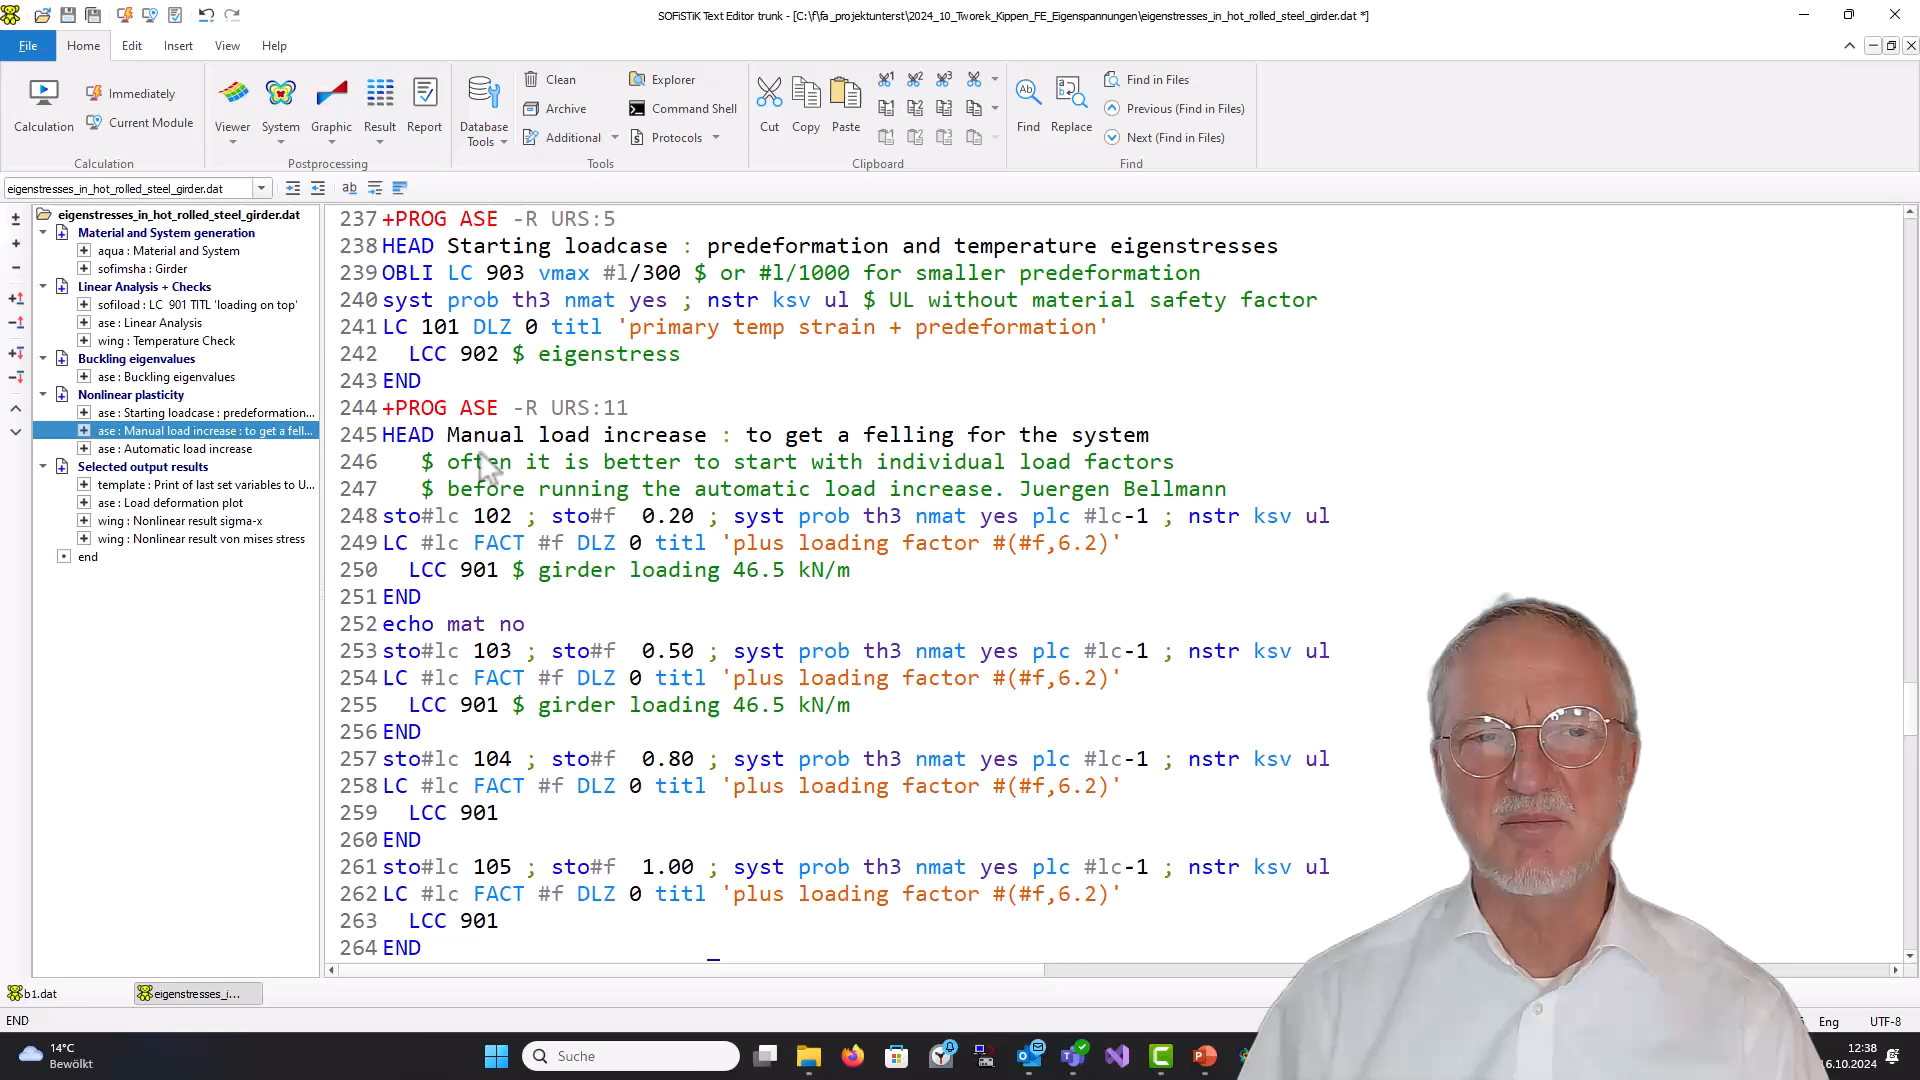 SOFiSTiK Text Editor trunk - [C:\f\fa_projektunterst\2024_10_Tworek_Kippen_FE_Eigenspannungen\eigenstresses_in_hot_rolled_steel_girder.dat *]
File Home Edit Insert View Help
Calculation
Immediately
Current Module
Calculation
Viewer System Graphic Result Report
Postprocessing
Database Tools
Clean
Archive
Additional
Explorer
Command Shell
Protocols
Tools
Cut Copy Paste
Clipboard
Find Replace
Find in Files
Previous (Find in Files)
Next (Find in Files)
Find
eigenstresses_in_hot_rolled_steel_girder.dat
eigenstresses_in_hot_rolled_steel_girder.dat
Material and System generation
aqua : Material and System
sofimsha : Girder
Linear Analysis + Checks
sofiload : LC 901 TITL 'loading on top'
ase : Linear Analysis
wing : Temperature Check
Buckling eigenvalues
ase : Buckling eigenvalues
Nonlinear plasticity
ase : Starting loadcase : predeformation...
ase : Manual load increase : to get a fell...
ase : Automatic load increase
Selected output results
template : Print of last set variables to U...
ase : Load deformation plot
wing : Nonlinear result sigma-x
wing : Nonlinear result von mises stress
end
237 +PROG ASE -R URS:5
238 HEAD Starting loadcase : predeformation and temperature eigenstresses
239 OBLI LC 903 vmax #l/300 $ or #l/1000 for smaller predeformation
240 syst prob th3 nmat yes ; nstr ksv ul $ UL without material safety factor
241 LC 101 DLZ 0 titl 'primary temp strain + predeformation'
242 LCC 902 $ eigenstress
243 END
244 +PROG ASE -R URS:11
245 HEAD Manual load increase : to get a felling for the system
246 $ often it is better to start with individual load factors
247 $ before running the automatic load increase. Juergen Bellmann
248 sto#lc 102 ; sto#f 0.20 ; syst prob th3 nmat yes plc #lc-1 ; nstr ksv ul
249 LC #lc FACT #f DLZ 0 titl 'plus loading factor #(#f,6.2)'
250 LCC 901 $ girder loading 46.5 kN/m
251 END
252 echo mat no
253 sto#lc 103 ; sto#f 0.50 ; syst prob th3 nmat yes plc #lc-1 ; nstr ksv ul
254 LC #lc FACT #f DLZ 0 titl 'plus loading factor #(#f,6.2)'
255 LCC 901 $ girder loading 46.5 kN/m
256 END
257 sto#lc 104 ; sto#f 0.80 ; syst prob th3 nmat yes plc #lc-1 ; nstr ksv ul
258 LC #lc FACT #f DLZ 0 titl 'plus loading factor #(#f,6.2)'
259 LCC 901
260 END
261 sto#lc 105 ; sto#f 1.00 ; syst prob th3 nmat yes plc #lc-1 ; nstr ksv ul
262 LC #lc FACT #f DLZ 0 titl 'plus loading factor #(#f,6.2)'
263 LCC 901
264 END
b1.dat eigenstresses_i...
END Eng UTF-8
14°C
Bewölkt
Suche
12:38
16.10.2024